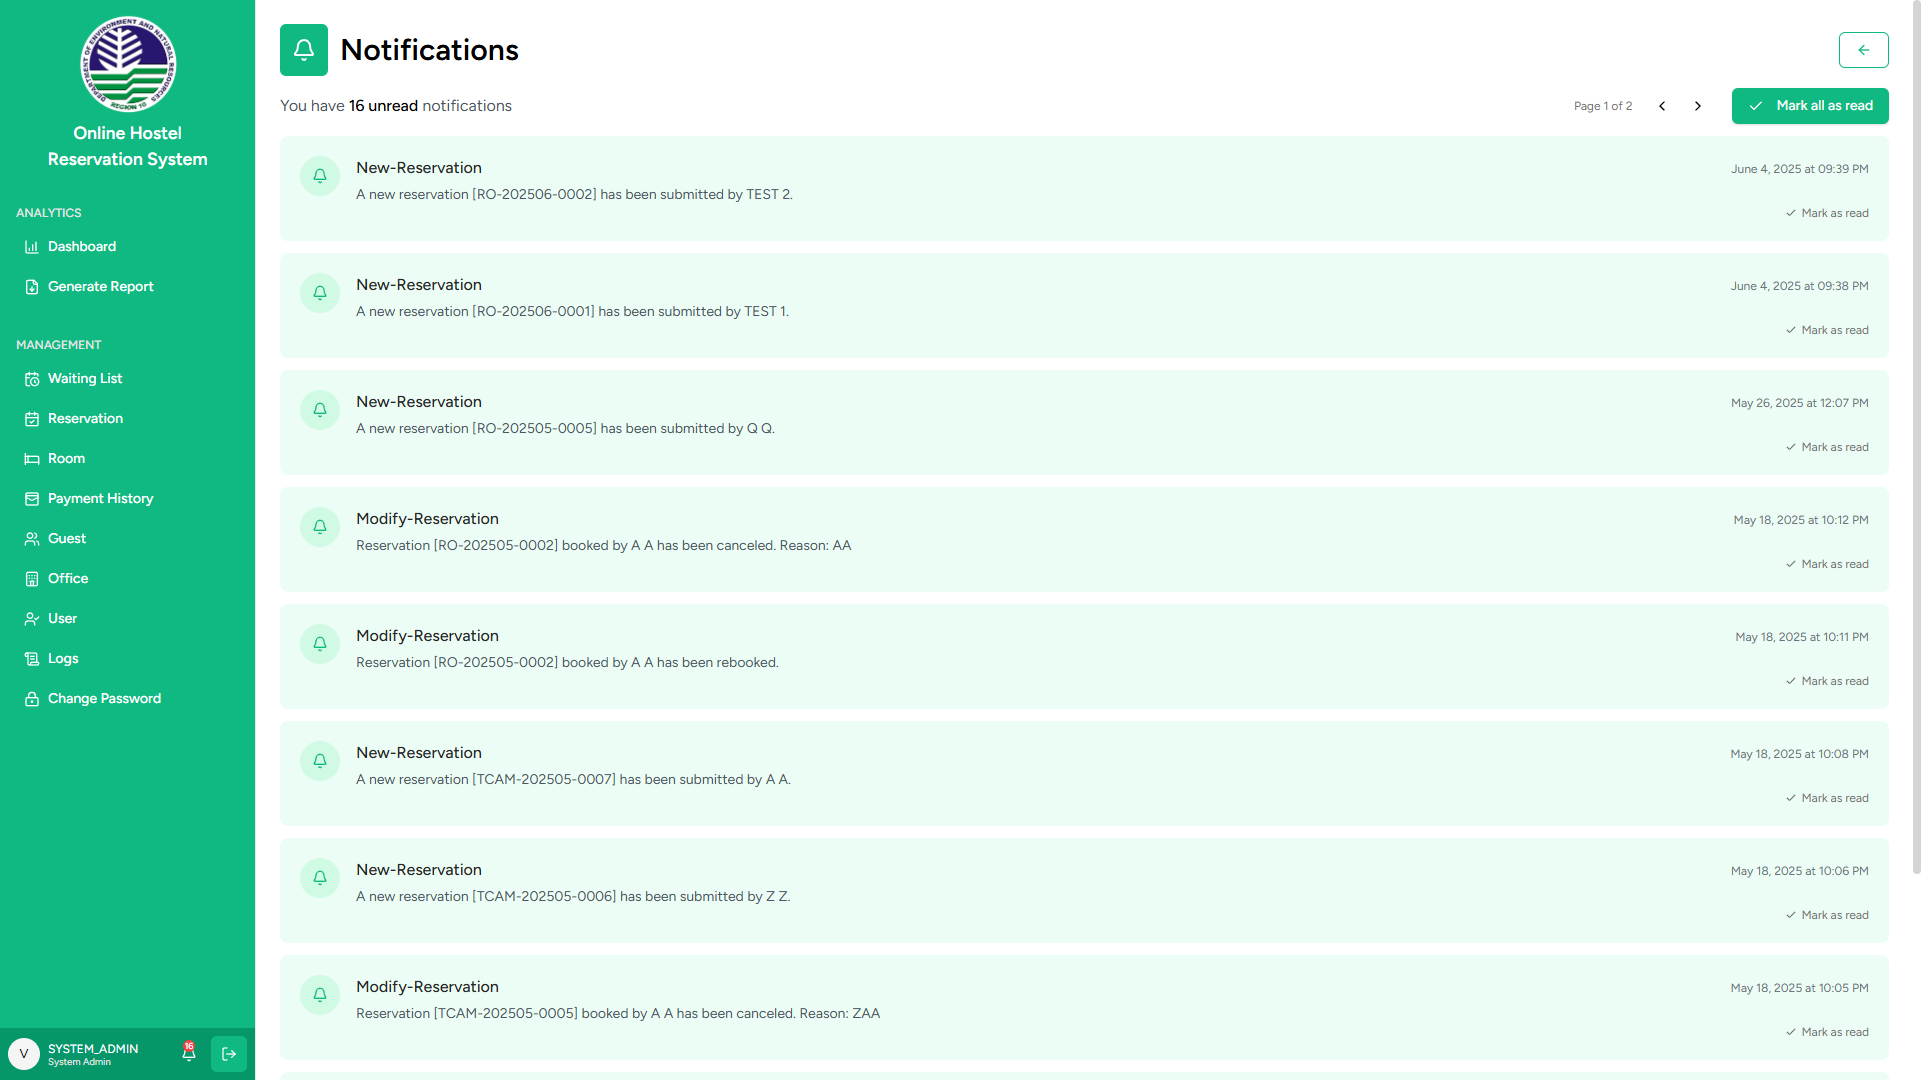 DEPARTMENT OF ENVIRONMENT AND NATURAL RESOURCES
REGION 10
Online Hostel
Reservation System
ANALYTICS
Dashboard
Generate Report
MANAGEMENT
Waiting List
Reservation
Room
Payment History
Guest
Office
User
Logs
Change Password
V
SYSTEM_ADMIN
System Admin
16
Notifications
You have 16 unread notifications
Page 1 of 2
Mark all as read
New-Reservation
June 4, 2025 at 09:39 PM
A new reservation [RO-202506-0002] has been submitted by TEST 2.
Mark as read
New-Reservation
June 4, 2025 at 09:38 PM
A new reservation [RO-202506-0001] has been submitted by TEST 1.
Mark as read
New-Reservation
May 26, 2025 at 12:07 PM
A new reservation [RO-202505-0005] has been submitted by Q Q.
Mark as read
Modify-Reservation
May 18, 2025 at 10:12 PM
Reservation [RO-202505-0002] booked by A A has been canceled. Reason: AA
Mark as read
Modify-Reservation
May 18, 2025 at 10:11 PM
Reservation [RO-202505-0002] booked by A A has been rebooked.
Mark as read
New-Reservation
May 18, 2025 at 10:08 PM
A new reservation [TCAM-202505-0007] has been submitted by A A.
Mark as read
New-Reservation
May 18, 2025 at 10:06 PM
A new reservation [TCAM-202505-0006] has been submitted by Z Z.
Mark as read
Modify-Reservation
May 18, 2025 at 10:05 PM
Reservation [TCAM-202505-0005] booked by A A has been canceled. Reason: ZAA
Mark as read